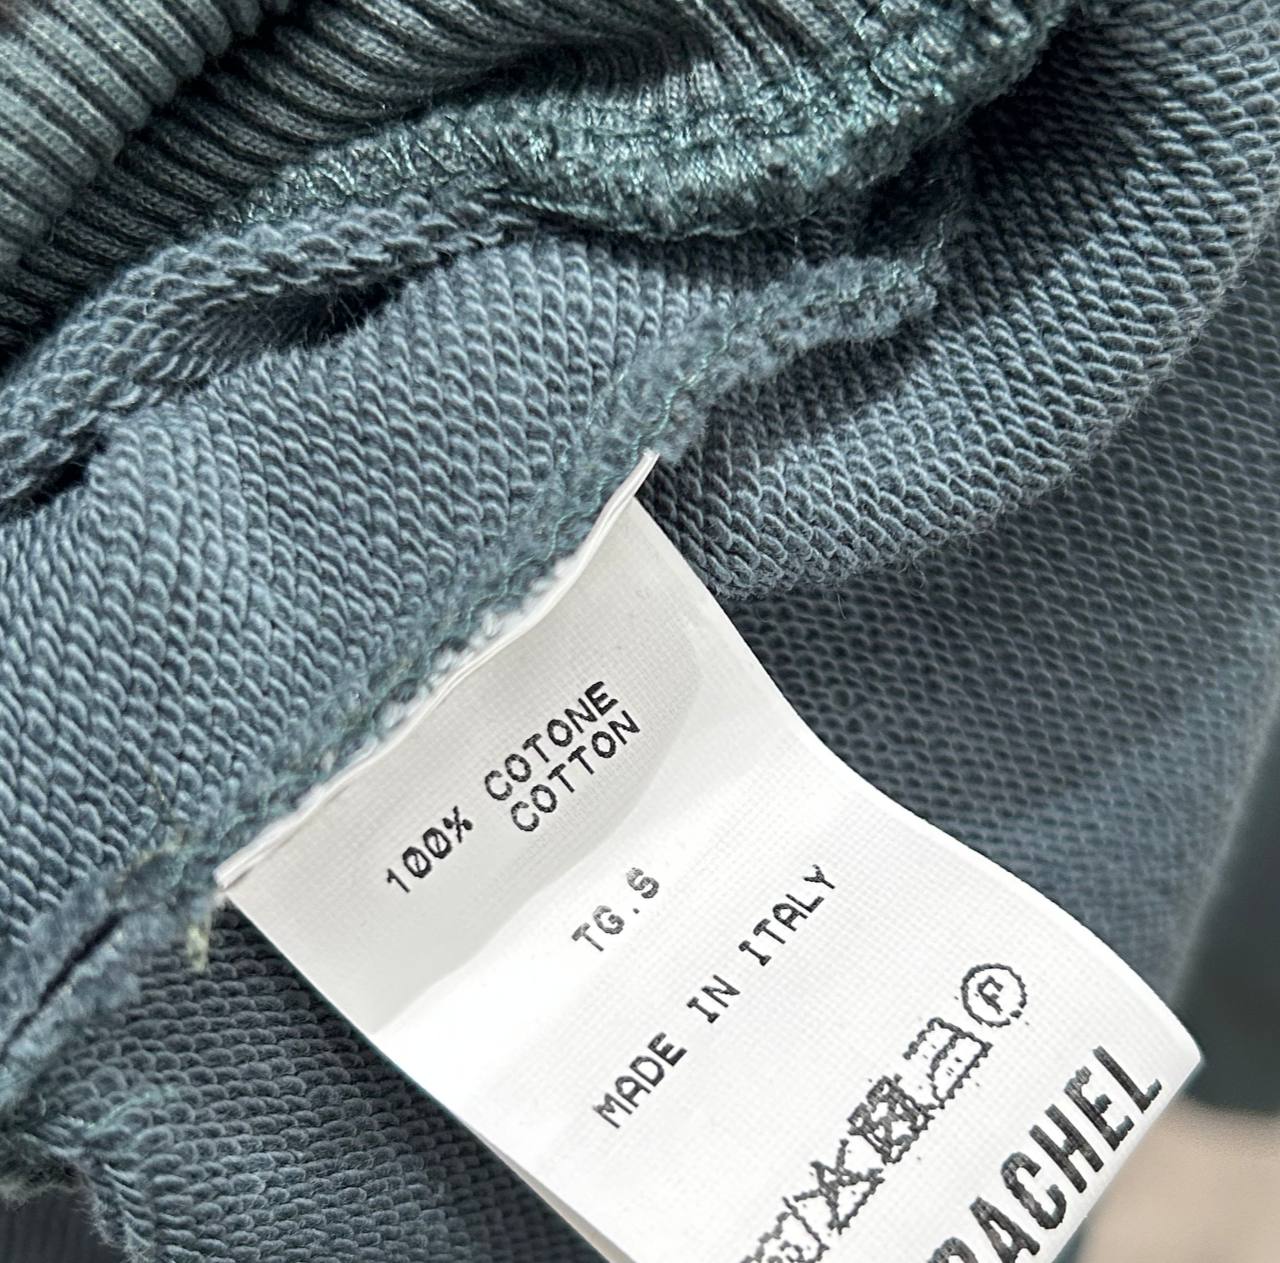 100% COTONE
COTTON
TG.S
MADE IN ITALY
P
RACHEL